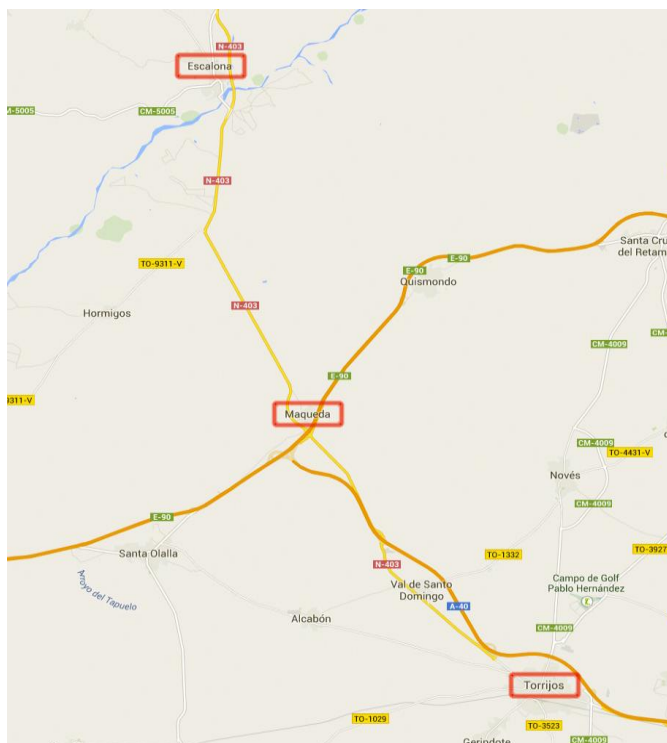 N-403
Escalona
CM-5005
CM-5005
N-403
Santa Cru
del Retam
E-90
TO-9311-V
E-90
Quismondo
N-403
Hormigos
CM-4009
CM-
E-90
9311-V
Maqueda
CM-4009
TO-4431-V
Novés
CM-4009
E-90
Santa Olalla
TO-1332
TO-3927
N-403
Arroyo del Tapuelo
Val de Santo
Domingo
Campo de Golf
Pablo Hernández
A-40
Alcabón
CM-4009
Torrijos
TO-1029
TO-3523
Gerindote
CM-4009